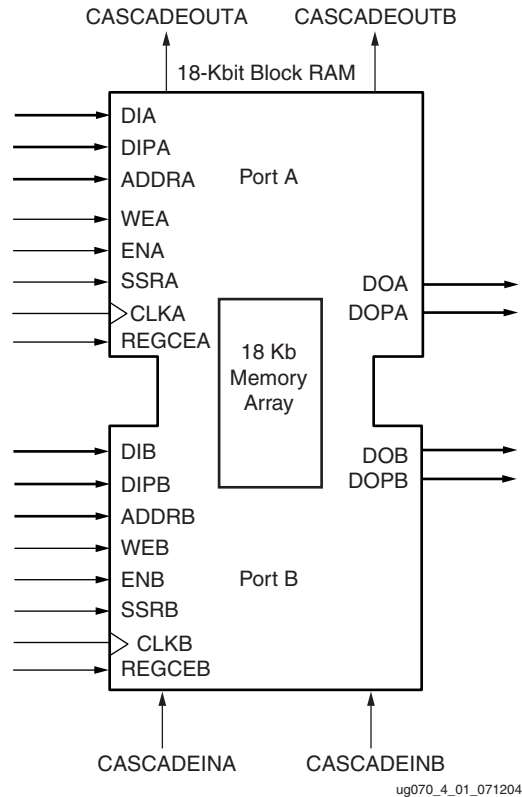 CASCADEOUTA CASCADEOUTB
18-Kbit Block RAM
DIA
DIPA
ADDRA
Port A
WEA
ENA
SSRA
CLKA
REGCEA
DOA
DOPA
18 Kb
Memory
Array
DIB
DIPB
ADDRB
WEB
ENB
Port B
SSRB
CLKB
REGCEB
DOB
DOPB
CASCADEINA CASCADEINB
ug070_4_01_071204